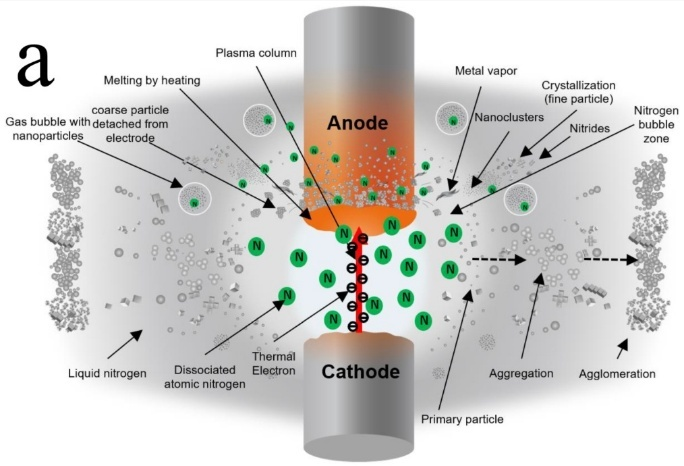 a
Plasma column
Melting by heating
Gas bubble with
nanoparticles
coarse particle
detached from
electrode
Anode
Metal vapor
Nanoclusters
Crystallization
(fine particle)
Nitrides
Nitrogen
bubble
zone
N
N
N
N
N
N
N
N
N
N
N
N
N
Liquid nitrogen
Dissociated
atomic nitrogen
Thermal
Electron
Cathode
Primary particle
Aggregation
Agglomeration